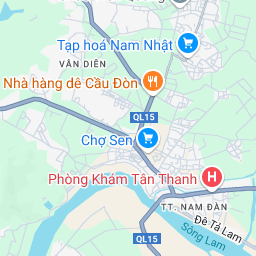 Tạp hoá Nam Nhật
VÂN DIÊN
Nhà hàng dê Cầu Đòn
QL15
Chợ Sen
Phòng Khám Tân Thanh
H
TT. NAM ĐÀN
Đê Tả Lam
Sông Lam
QL15